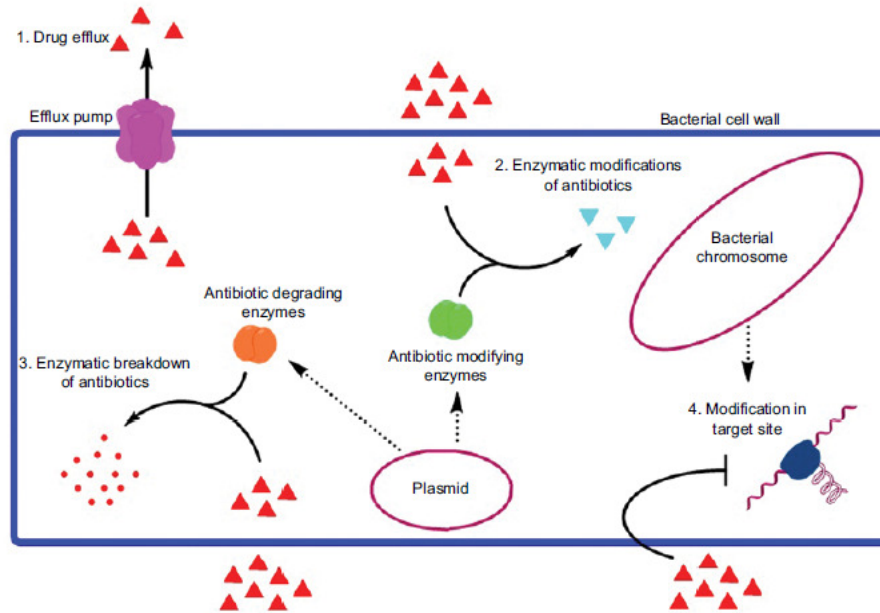 1. Drug efflux
Efflux pump
Bacterial cell wall
2. Enzymatic modifications
of antibiotics
Bacterial
chromosome
Antibiotic degrading
enzymes
Antibiotic modifying
enzymes
3. Enzymatic breakdown
of antibiotics
4. Modification in
target site
Plasmid